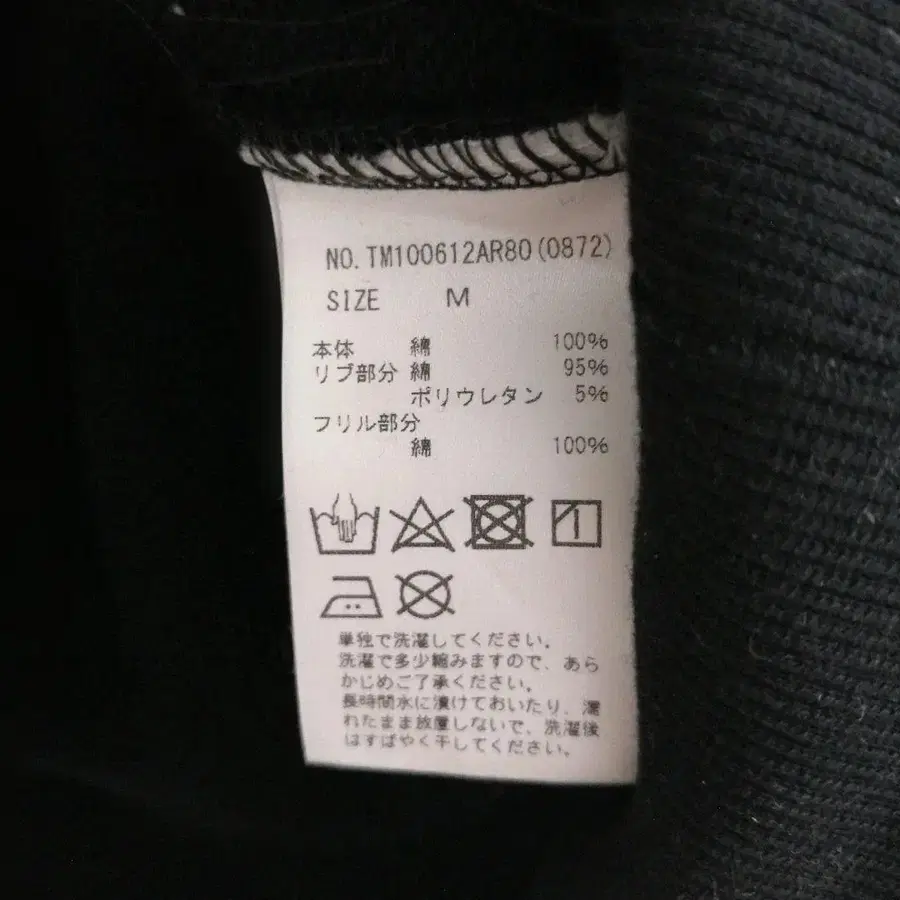 NO. TM100612AR80(0872)
SIZE M
本体 綿 100%
リブ部分 綿 95%
ポリウレタン 5%
フリル部分
綿 100%
単独で洗濯してください。
洗濯で多少縮みますので、あら
かじめご了承ください。
長時間水に漬けておいたり、濡
れたまま放置しないで、洗濯後
はすばやく干してください。